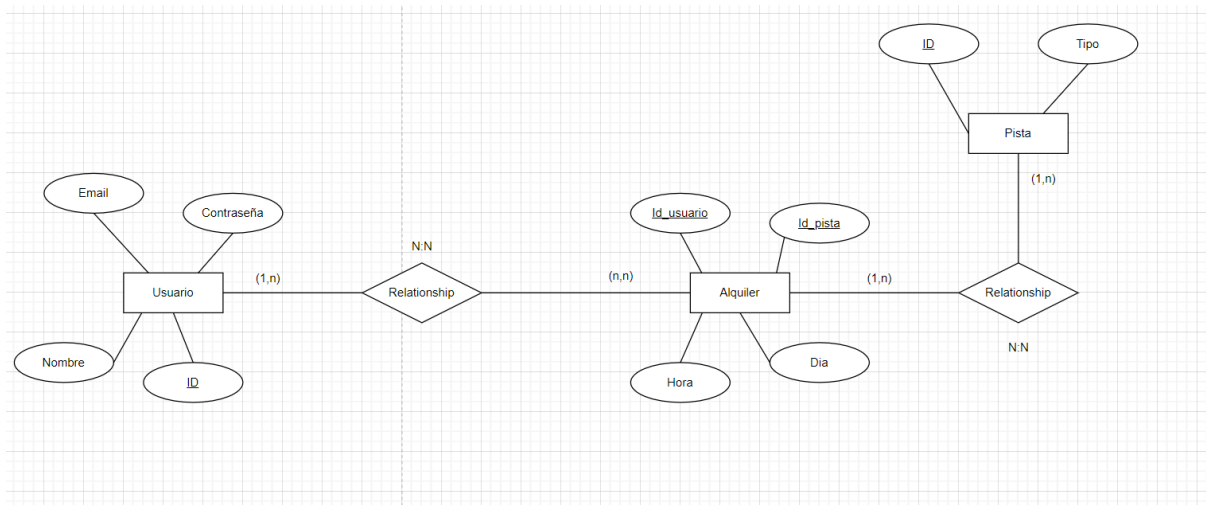 ID
Tipo
Pista
(1,n)
Email
Contraseña
Id_usuario
Id_pista
N:N
(1,n)
(n,n)
(1,n)
Usuario
Relationship
Alquiler
Relationship
N:N
Nombre
ID
Hora
Dia